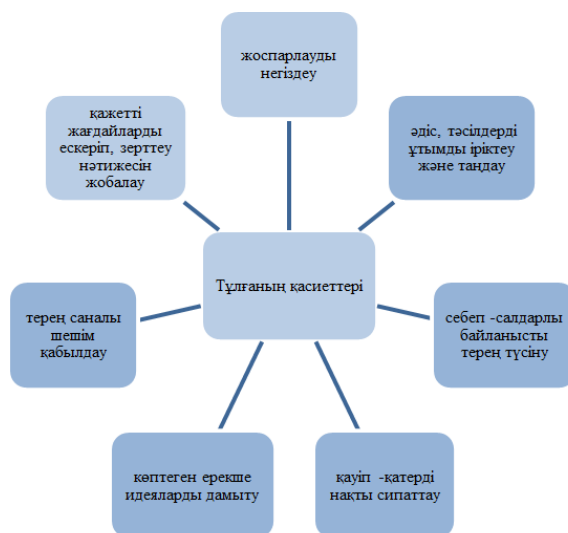 жоспарлауды
негіздеу
қажетті
жағдайларды
ескеріп, зерттеу
нәтижесін
жобалау
әдіс, тәсілдерді
ұтымды іріктеу
және таңдау
Тұлғаның қасиеттері
терең саналы
шешім
қабылдау
себеп -салдарлы
байланысты
терең түсіну
көптеген ерекше
идеяларды дамыту
қауіп -қатерді
нақты сипаттау